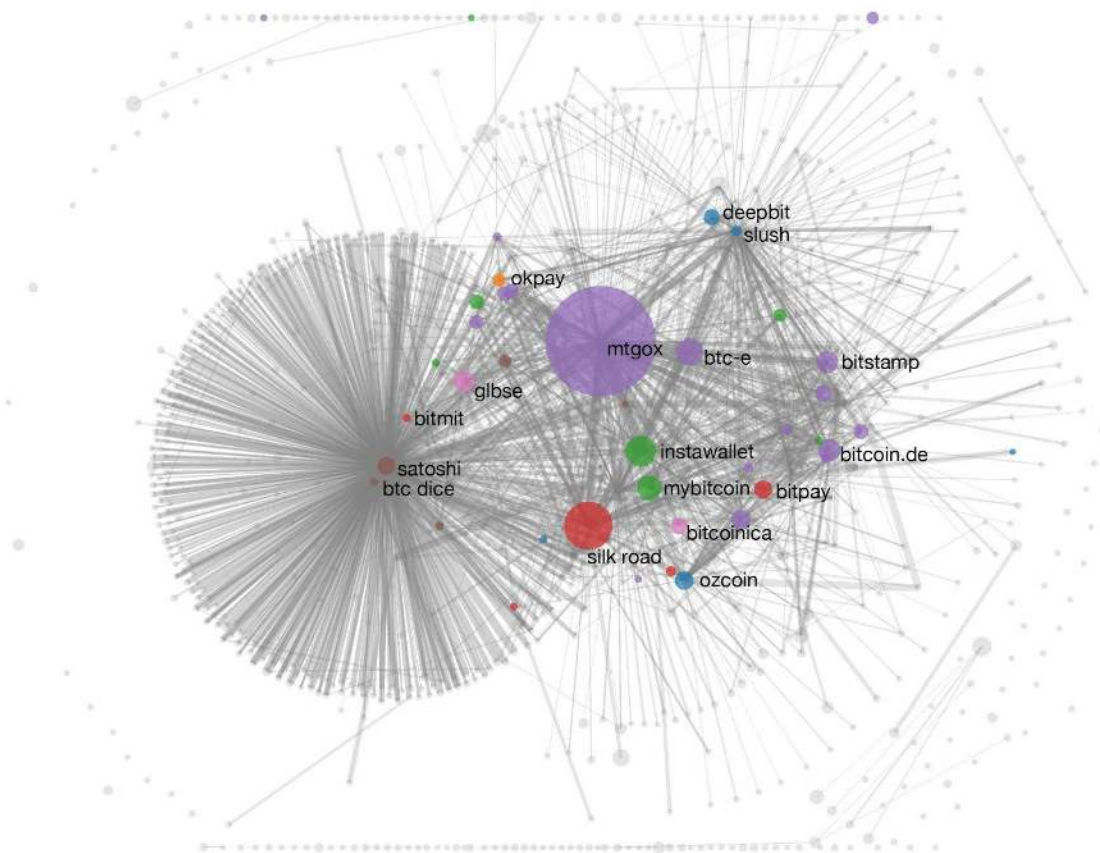 deepbit
slush
okpay
mtgox
btc-e
bitstamp
glbse
bitmit
instawallet
bitcoin.de
satoshi
btc dice
mybitcoin
bitpay
bitcoinica
silk road
ozcoin